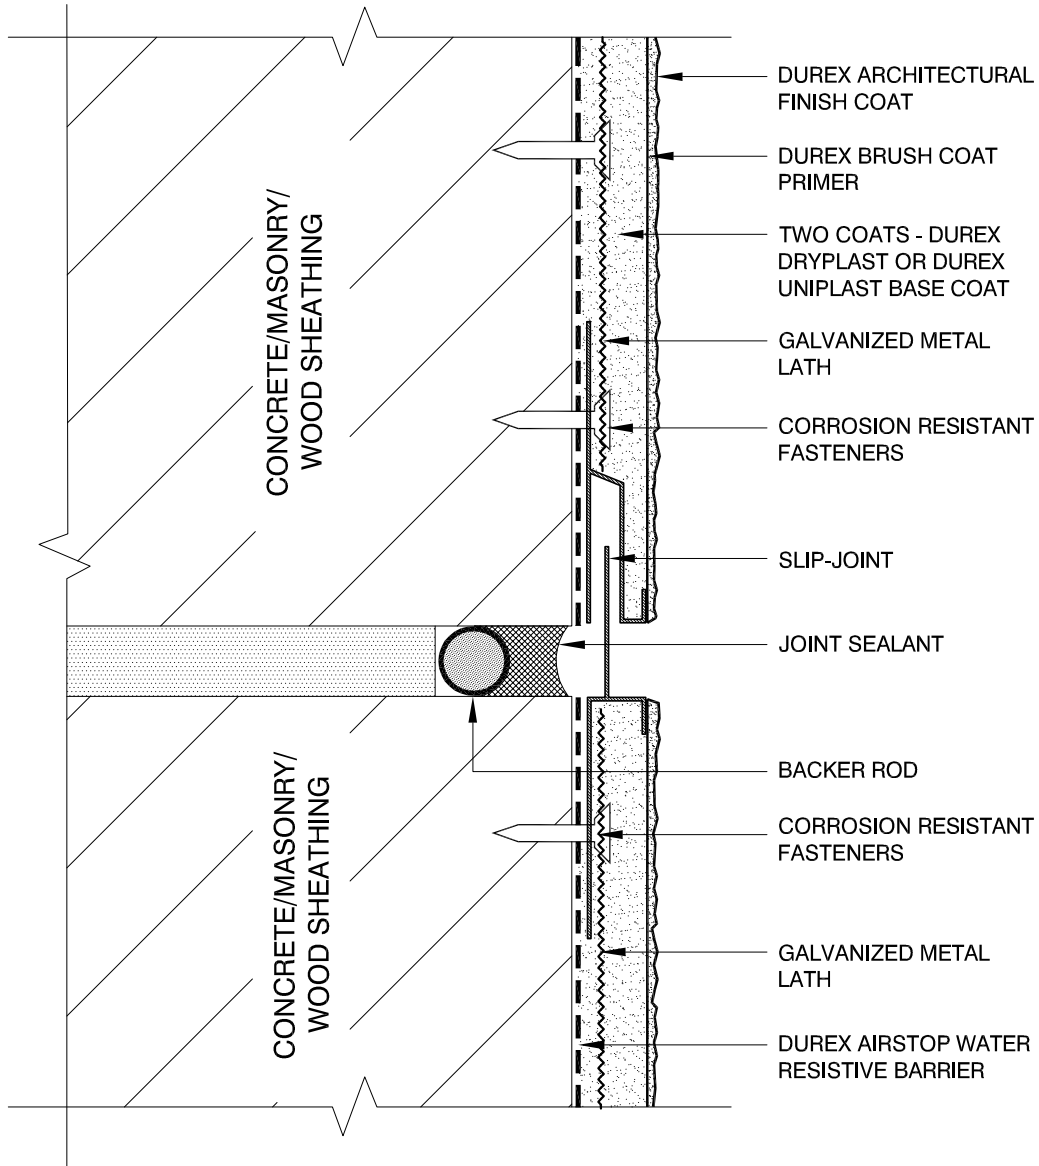 DUREX ARCHITECTURAL
FINISH COAT
DUREX BRUSH COAT
PRIMER
TWO COATS - DUREX
DRYPLAST OR DUREX
UNIPLAST BASE COAT
GALVANIZED METAL
LATH
CORROSION RESISTANT
FASTENERS
SLIP-JOINT
JOINT SEALANT
BACKER ROD
CORROSION RESISTANT
FASTENERS
GALVANIZED METAL
LATH
DUREX AIRSTOP WATER
RESISTIVE BARRIER
CONCRETE/MASONRY/
WOOD SHEATHING
CONCRETE/MASONRY/
WOOD SHEATHING